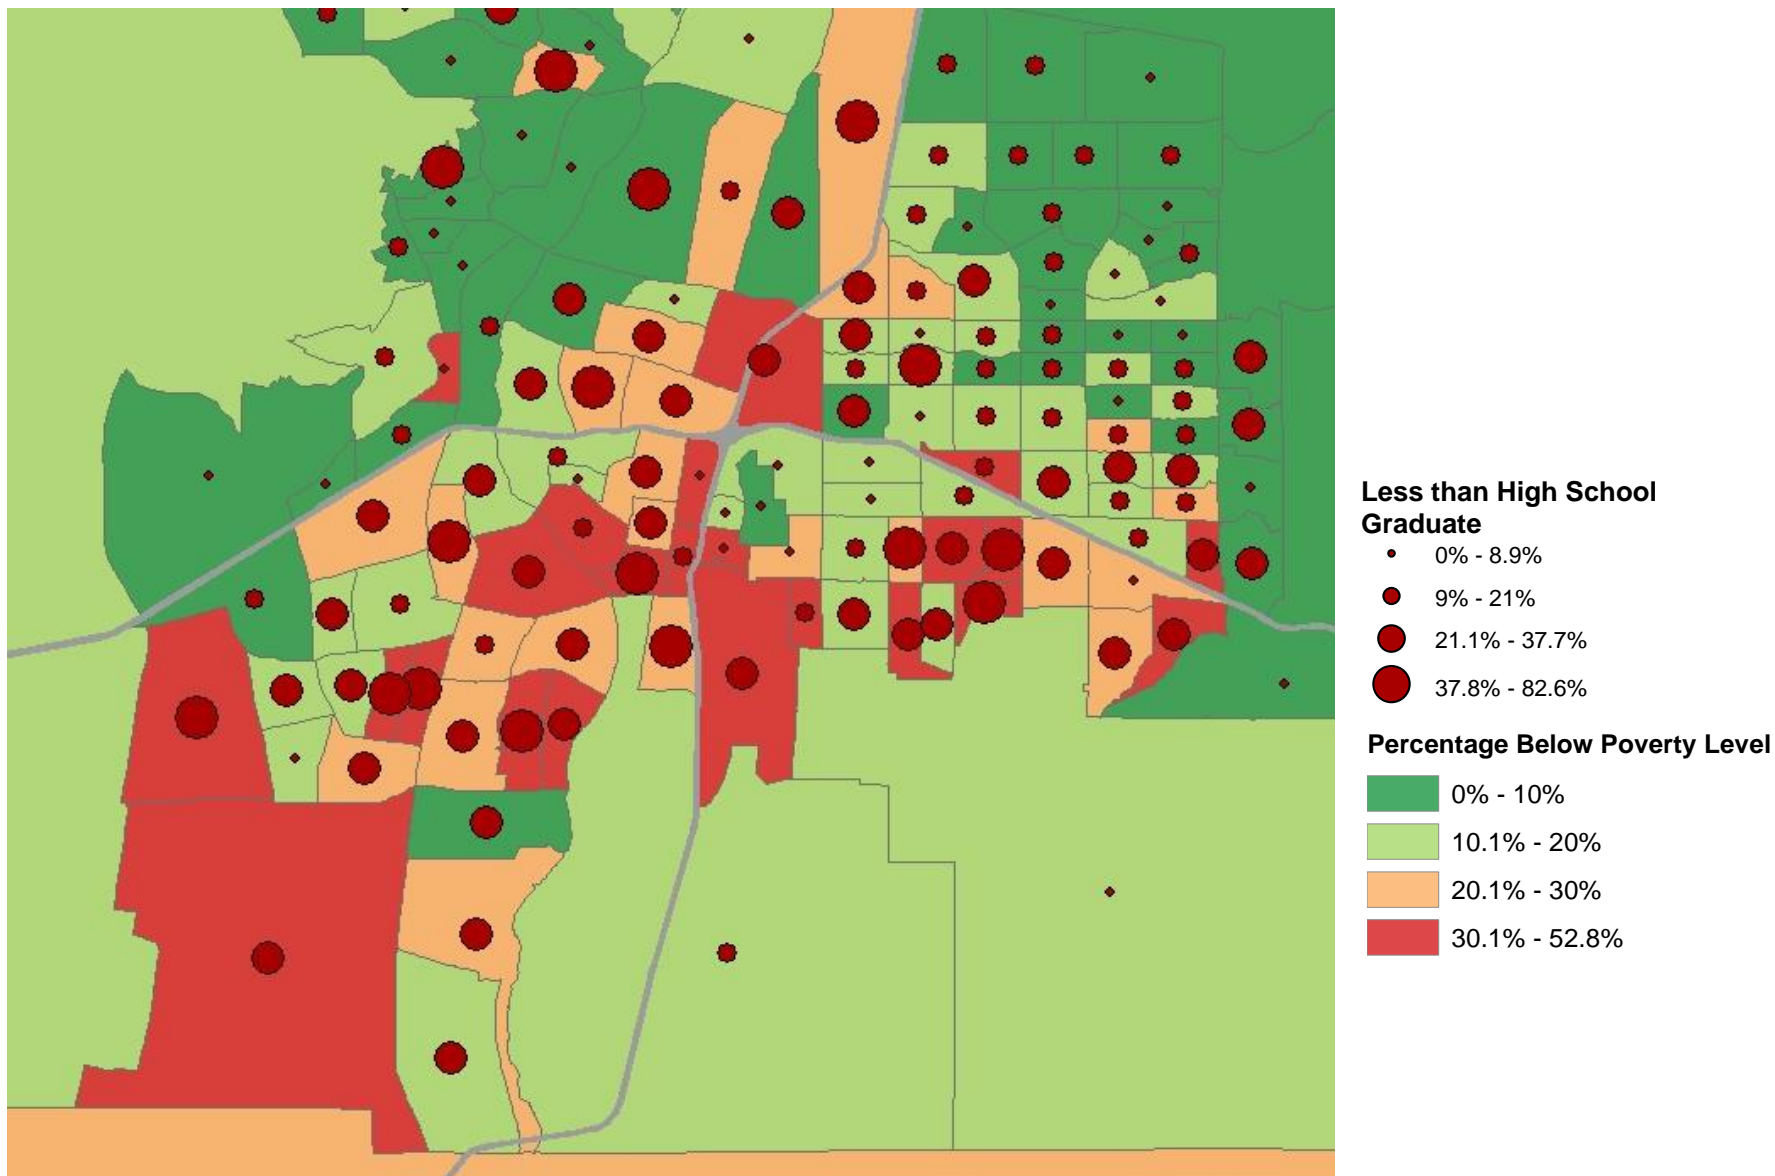 Less than High School
Graduate
0% - 8.9%
9% - 21%
21.1% - 37.7%
37.8% - 82.6%
Percentage Below Poverty Level
0% - 10%
10.1% - 20%
20.1% - 30%
30.1% - 52.8%